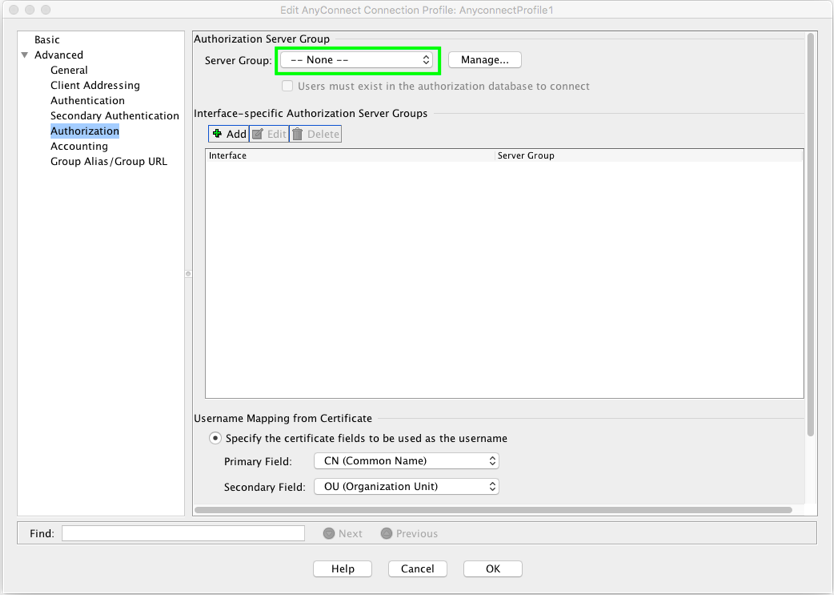 Edit AnyConnect Connection Profile: AnyconnectProfile1
Basic
Advanced
General
Client Addressing
Authentication
Secondary Authentication
Authorization
Accounting
Group Alias/Group URL
Authorization Server Group
Server Group: -- None -- Manage...
Users must exist in the authorization database to connect
Interface-specific Authorization Server Groups
Add Edit Delete
Interface Server Group
Username Mapping from Certificate
Specify the certificate fields to be used as the username
Primary Field: CN (Common Name)
Secondary Field: OU (Organization Unit)
Find: Next Previous
Help Cancel OK